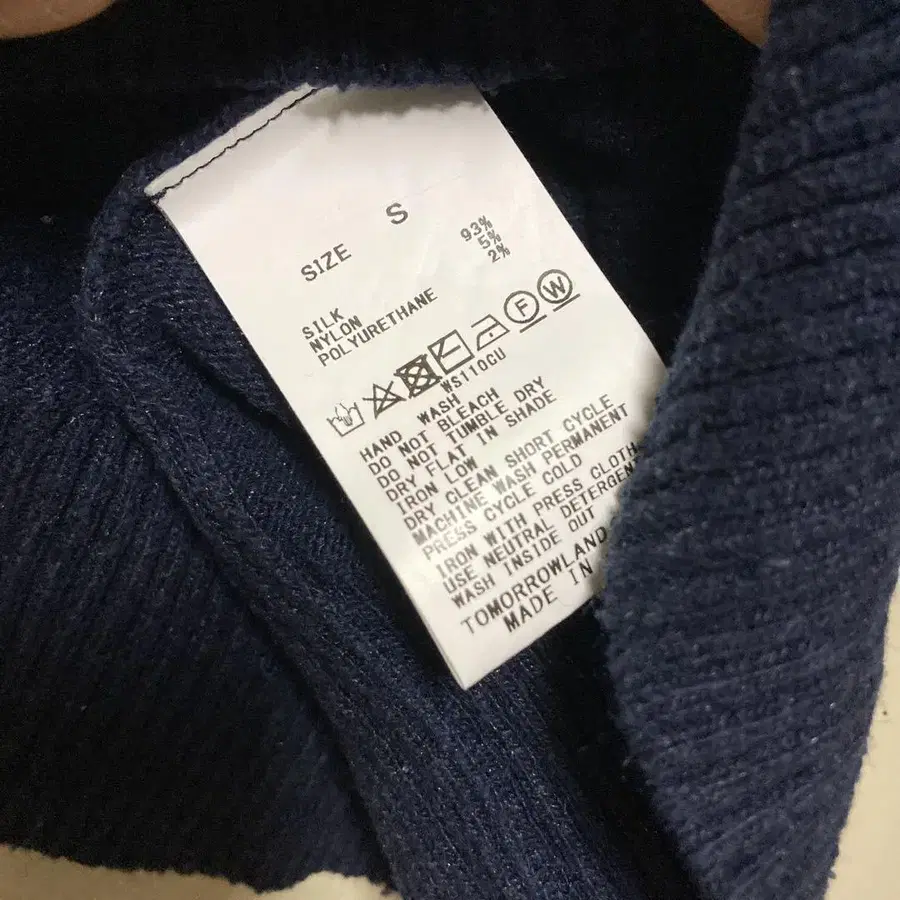 SIZE S
SILK 93%
NYLON 5%
POLYURETHANE 2%
F W
WS110CU
HAND WASH
DO NOT BLEACH
DO NOT TUMBLE DRY
DRY FLAT IN SHADE
IRON LOW
DRY CLEAN SHORT CYCLE
MACHINE WASH PERMANENT
PRESS CYCLE COLD
IRON WITH PRESS CLOTH
USE NEUTRAL DETERGENT
WASH INSIDE OUT
TOMORROWLAND
MADE IN